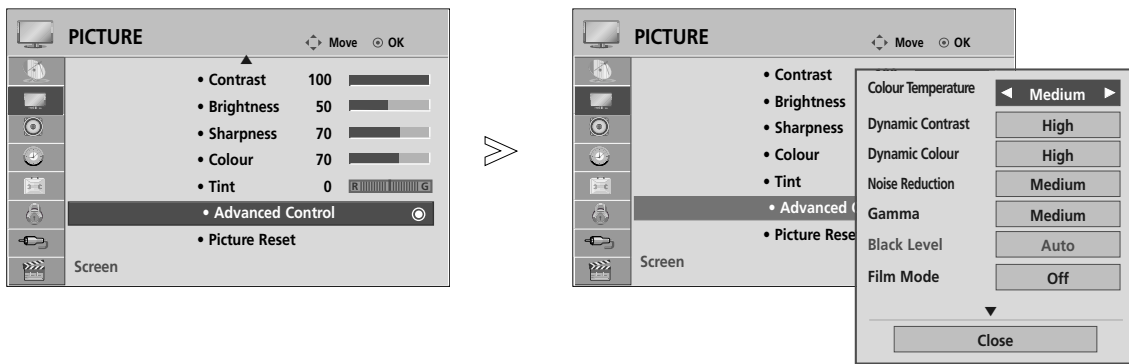 PICTURE
Move OK
• Contrast 100
• Brightness 50
• Sharpness 70
• Colour 70
• Tint 0 R G
• Advanced Control
• Picture Reset
Screen
PICTURE
Move OK
• Contrast
• Brightness
• Sharpness
• Colour
• Tint
• Advanced
• Picture Rese
Screen
Colour Temperature Medium
Dynamic Contrast High
Dynamic Colour High
Noise Reduction Medium
Gamma Medium
Black Level Auto
Film Mode Off
Close